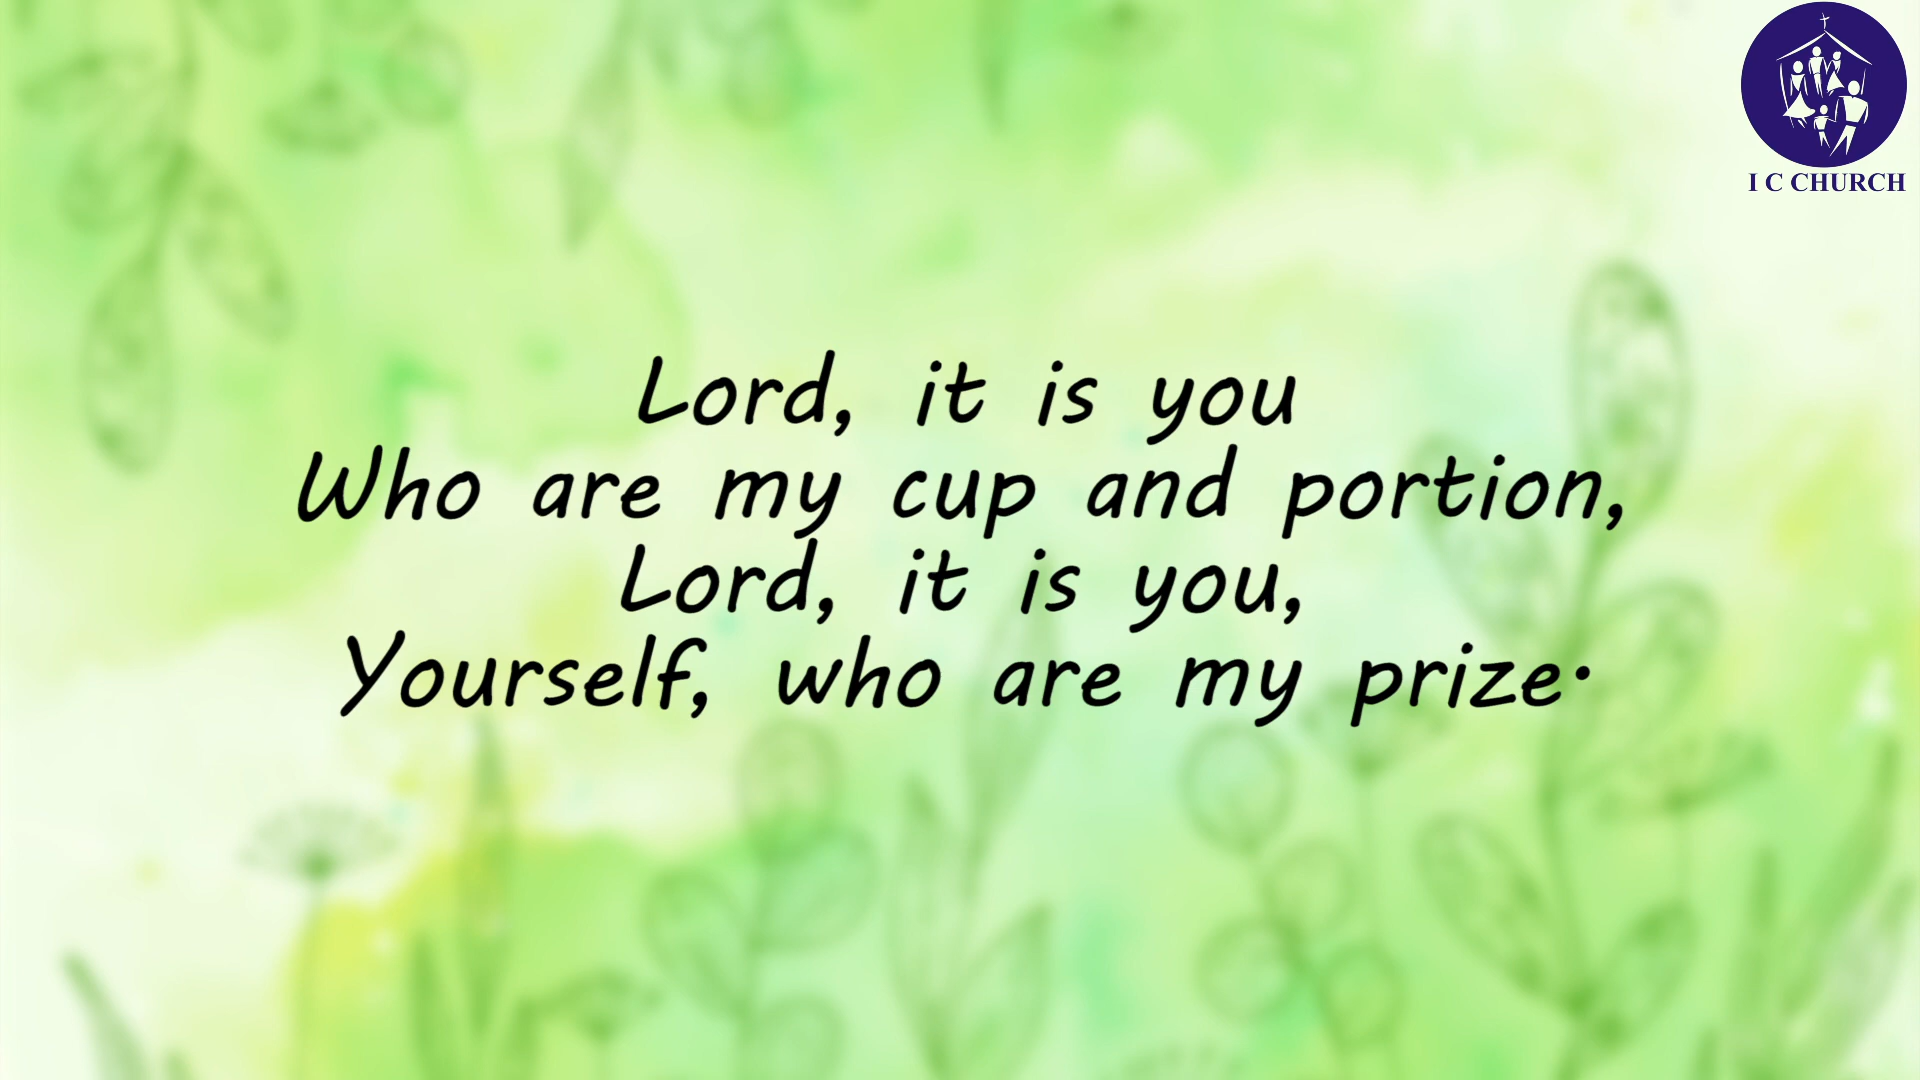 I C CHURCH
Lord, it is you
Who are my cup and portion,
Lord, it is you,
Yourself, who are my prize.